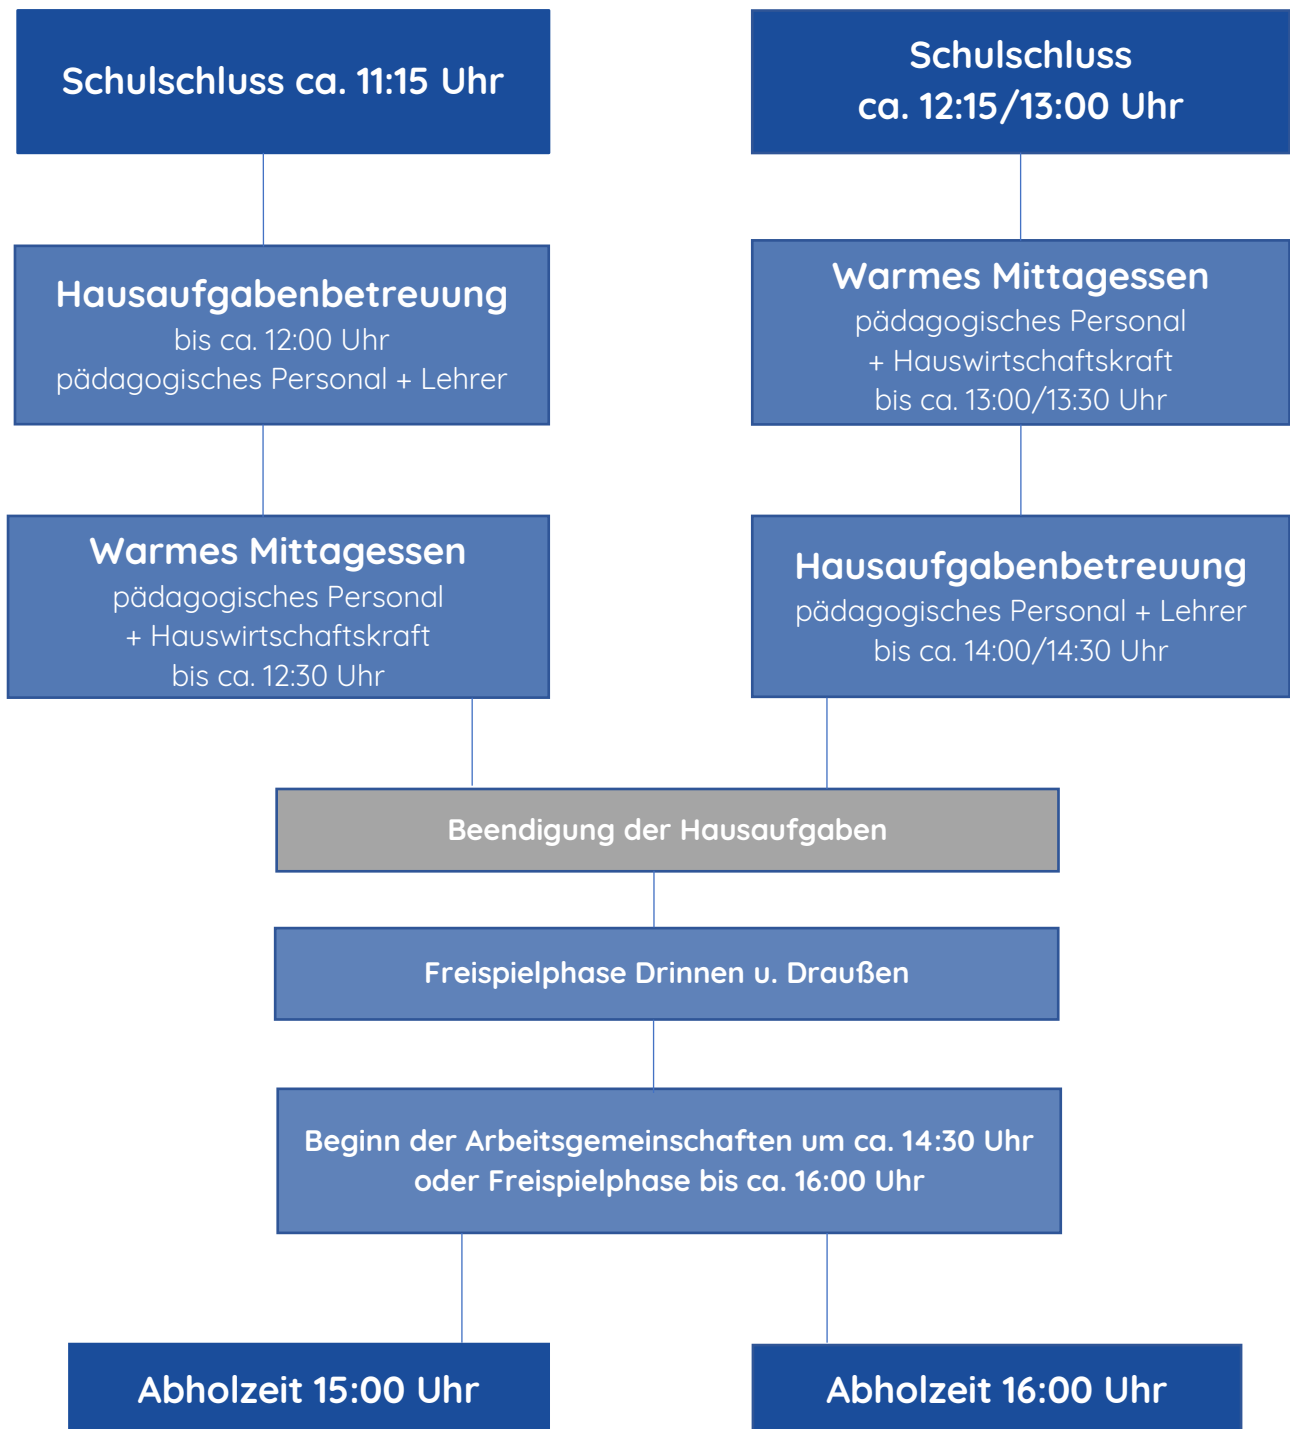 Schulschluss ca. 11:15 Uhr
Schulschluss
ca. 12:15/13:00 Uhr
Hausaufgabenbetreuung
bis ca. 12:00 Uhr
pädagogisches Personal + Lehrer
Warmes Mittagessen
pädagogisches Personal
+ Hauswirtschaftskraft
bis ca. 13:00/13:30 Uhr
Warmes Mittagessen
pädagogisches Personal
+ Hauswirtschaftskraft
bis ca. 12:30 Uhr
Hausaufgabenbetreuung
pädagogisches Personal + Lehrer
bis ca. 14:00/14:30 Uhr
Beendigung der Hausaufgaben
Freispielphase Drinnen u. Draußen
Beginn der Arbeitsgemeinschaften um ca. 14:30 Uhr
oder Freispielphase bis ca. 16:00 Uhr
Abholzeit 15:00 Uhr
Abholzeit 16:00 Uhr